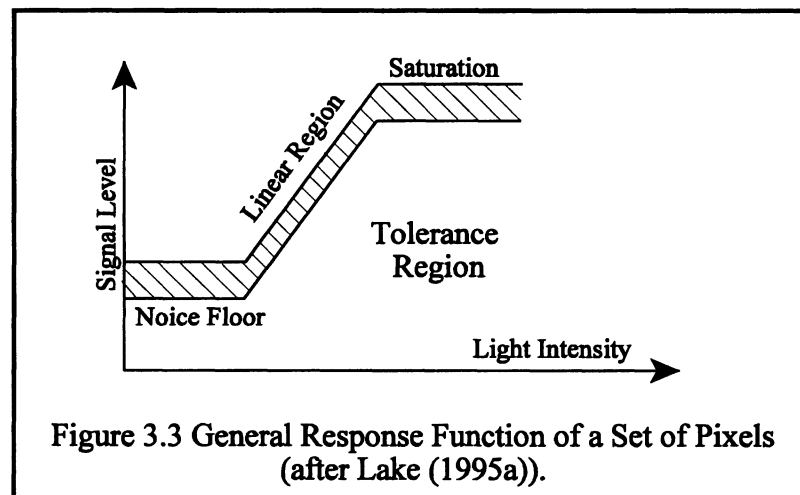 Saturation
Linear Region
Signal Level
Tolerance
Region
Noice Floor
Light Intensity
Figure 3.3 General Response Function of a Set of Pixels
(after Lake (1995a)).